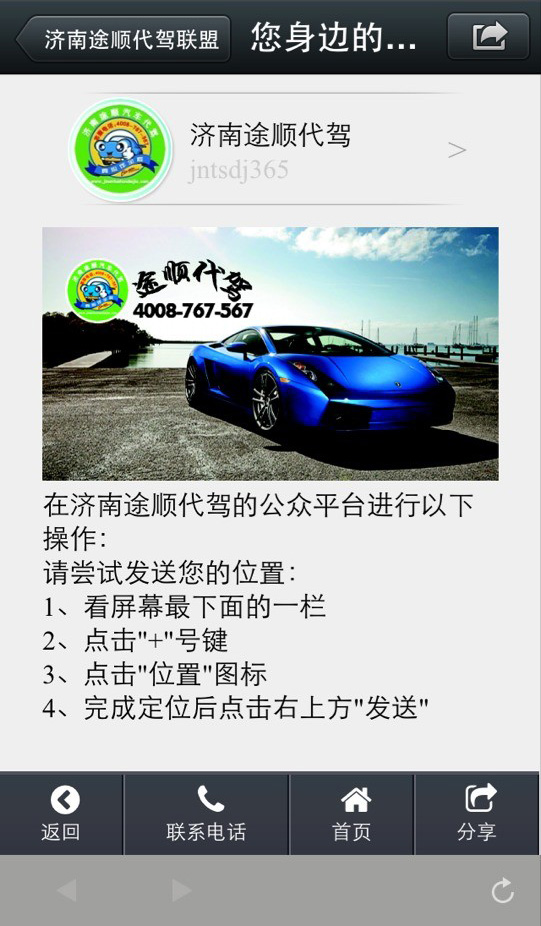 济南途顺代驾联盟
您身边的...
济南途顺代驾
jntsdj365
途顺代驾
4008-767-567
在济南途顺代驾的公众平台进行以下
操作：
请尝试发送您的位置：
1、看屏幕最下面的一栏
2、点击"+"号键
3、点击"位置"图标
4、完成定位后点击右上方"发送"
返回
联系电话
首页
分享